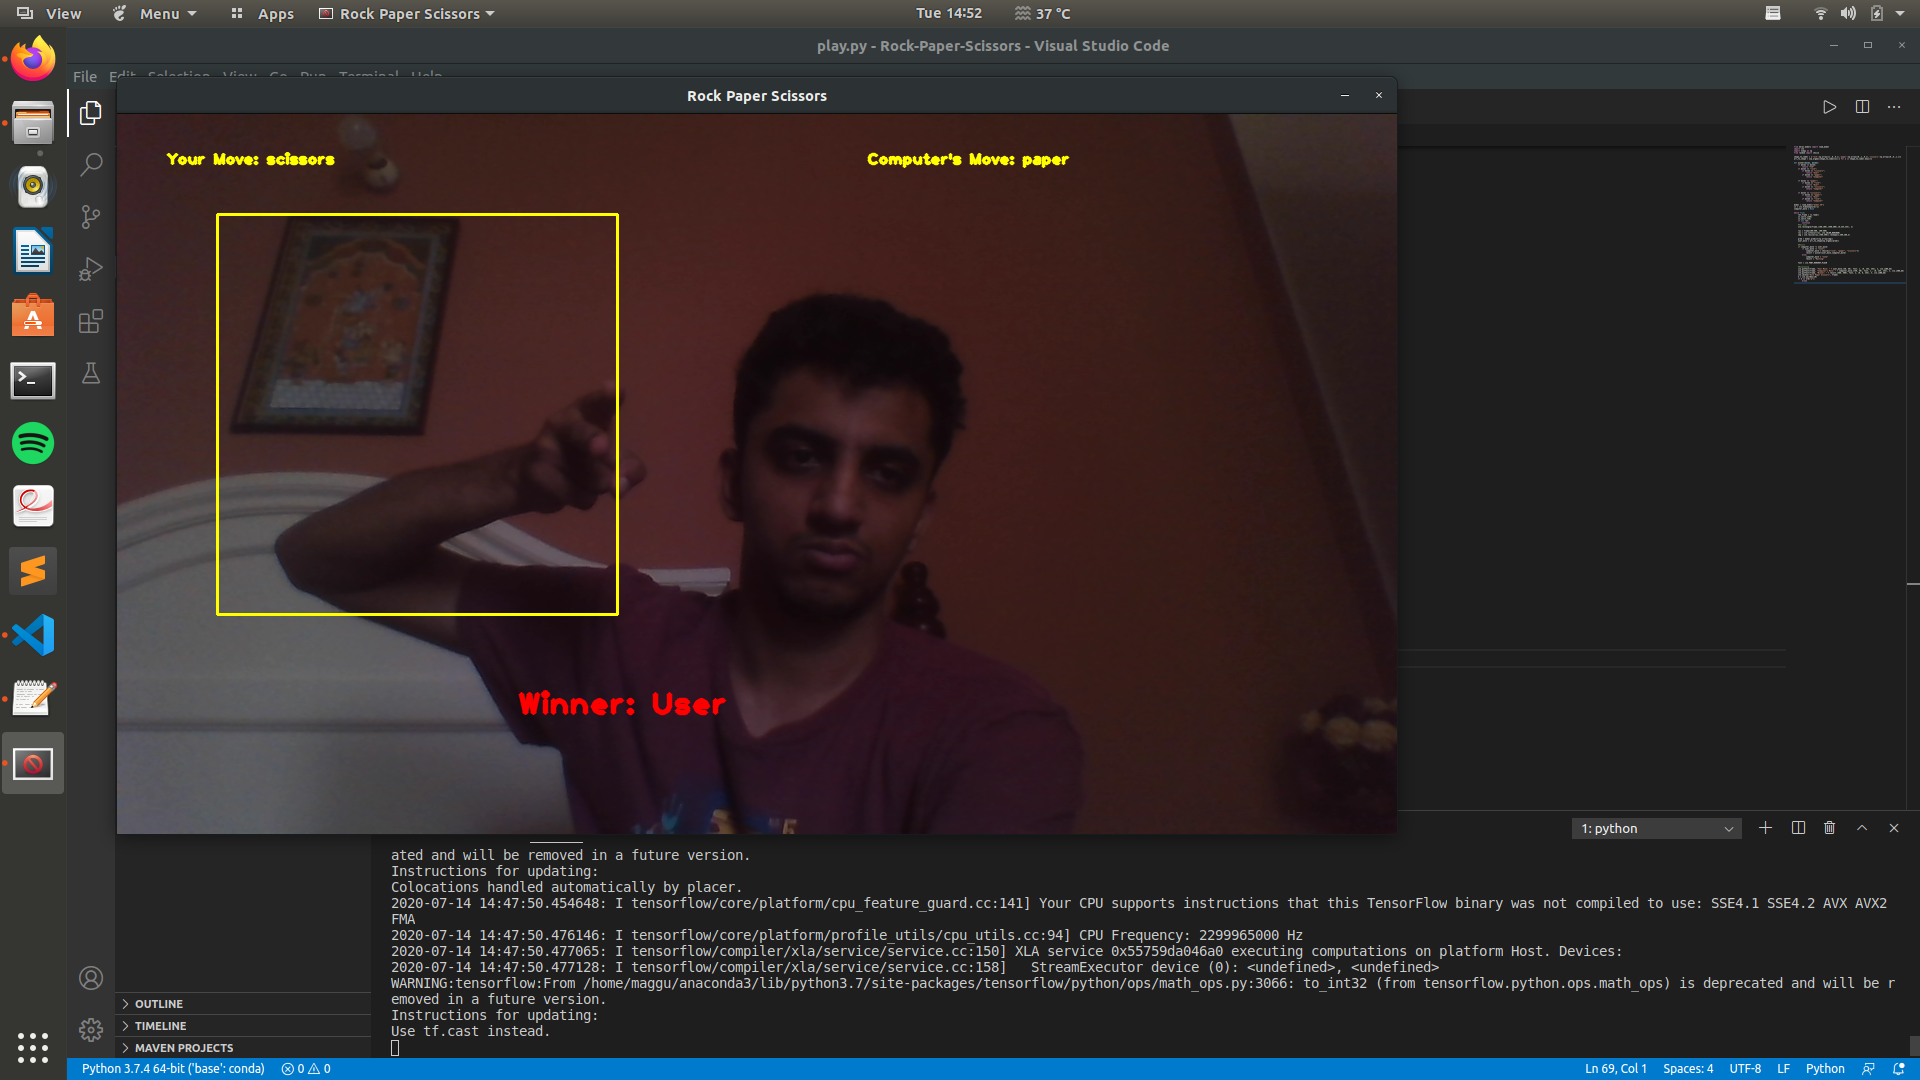 View Menu Apps Rock Paper Scissors Tue 14:52 37 °C
play.py - Rock-Paper-Scissors - Visual Studio Code
File Edit Selection View Go Run Terminal Help
Rock Paper Scissors
Your Move: scissors
Computer's Move: paper
Winner: User
1: python
ated and will be removed in a future version.
Instructions for updating:
Colocations handled automatically by placer.
2020-07-14 14:47:50.454648: I tensorflow/core/platform/cpu_feature_guard.cc:141] Your CPU supports instructions that this TensorFlow binary was not compiled to use: SSE4.1 SSE4.2 AVX AVX2
FMA
2020-07-14 14:47:50.476146: I tensorflow/core/platform/profile_utils/cpu_utils.cc:94] CPU Frequency: 2299965000 Hz
2020-07-14 14:47:50.477065: I tensorflow/compiler/xla/service/service.cc:150] XLA service 0x55759da046a0 executing computations on platform Host. Devices:
2020-07-14 14:47:50.477128: I tensorflow/compiler/xla/service/service.cc:158]   StreamExecutor device (0): <undefined>, <undefined>
WARNING:tensorflow:From /home/maggu/anaconda3/lib/python3.7/site-packages/tensorflow/python/ops/math_ops.py:3066: to_int32 (from tensorflow.python.ops.math_ops) is deprecated and will be r
emoved in a future version.
Instructions for updating:
Use tf.cast instead.
OUTLINE
TIMELINE
MAVEN PROJECTS
Python 3.7.4 64-bit ('base': conda) 0 0 Ln 69, Col 1 Spaces: 4 UTF-8 LF Python